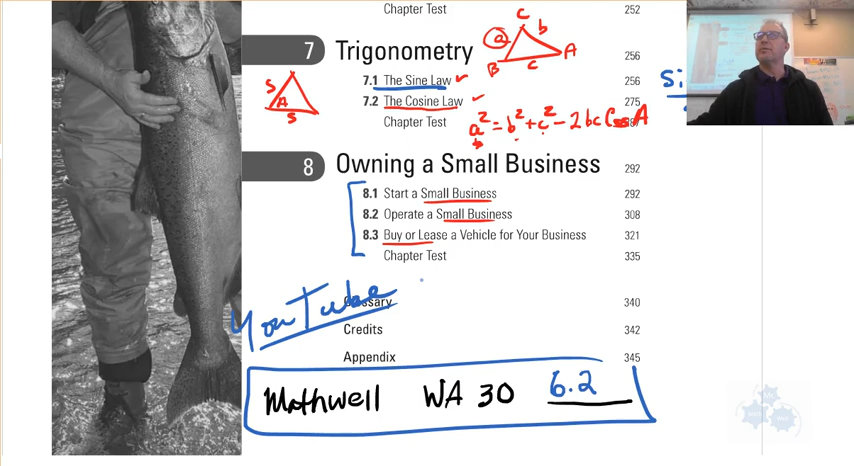 Chapter Test 252
C
b
7 Trigonometry 256
a
B
c
A
7.1 The Sine Law 256
Si
S
A
S
7.2 The Cosine Law 275
Chapter Test
a² = b² + c² - 2bc Cos A
8 Owning a Small Business 292
8.1 Start a Small Business 292
8.2 Operate a Small Business 308
8.3 Buy or Lease a Vehicle for Your Business 321
Chapter Test 335
YouTube
Glossary 340
Credits 342
Appendix 345
Mathwell WA 30 6.2